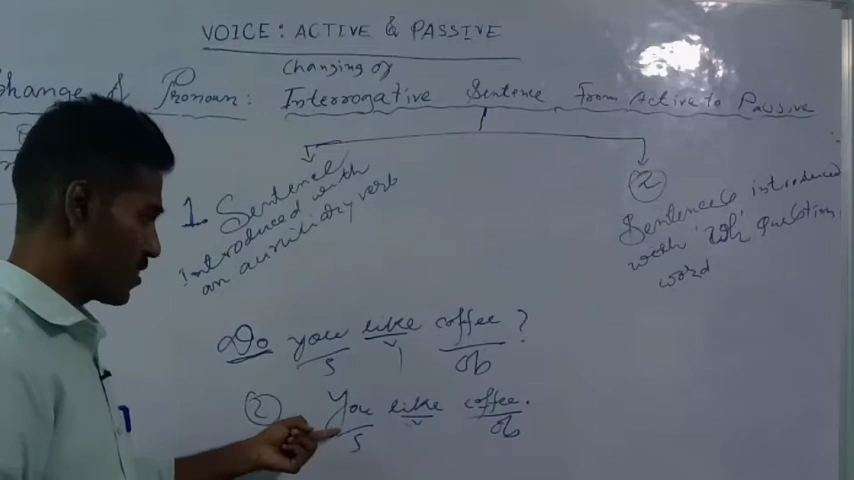 VOICE: ACTIVE & PASSIVE
Change of Pronoun:
Changing of
Interrogative Sentence From Active to Passive
1 Sentence
Introduced with
an auxiliary verb
2
Sentences introduced
with 'Wh' Question
word
Do you like coffee?
S V Ob
2 You like coffee.
S V Ob